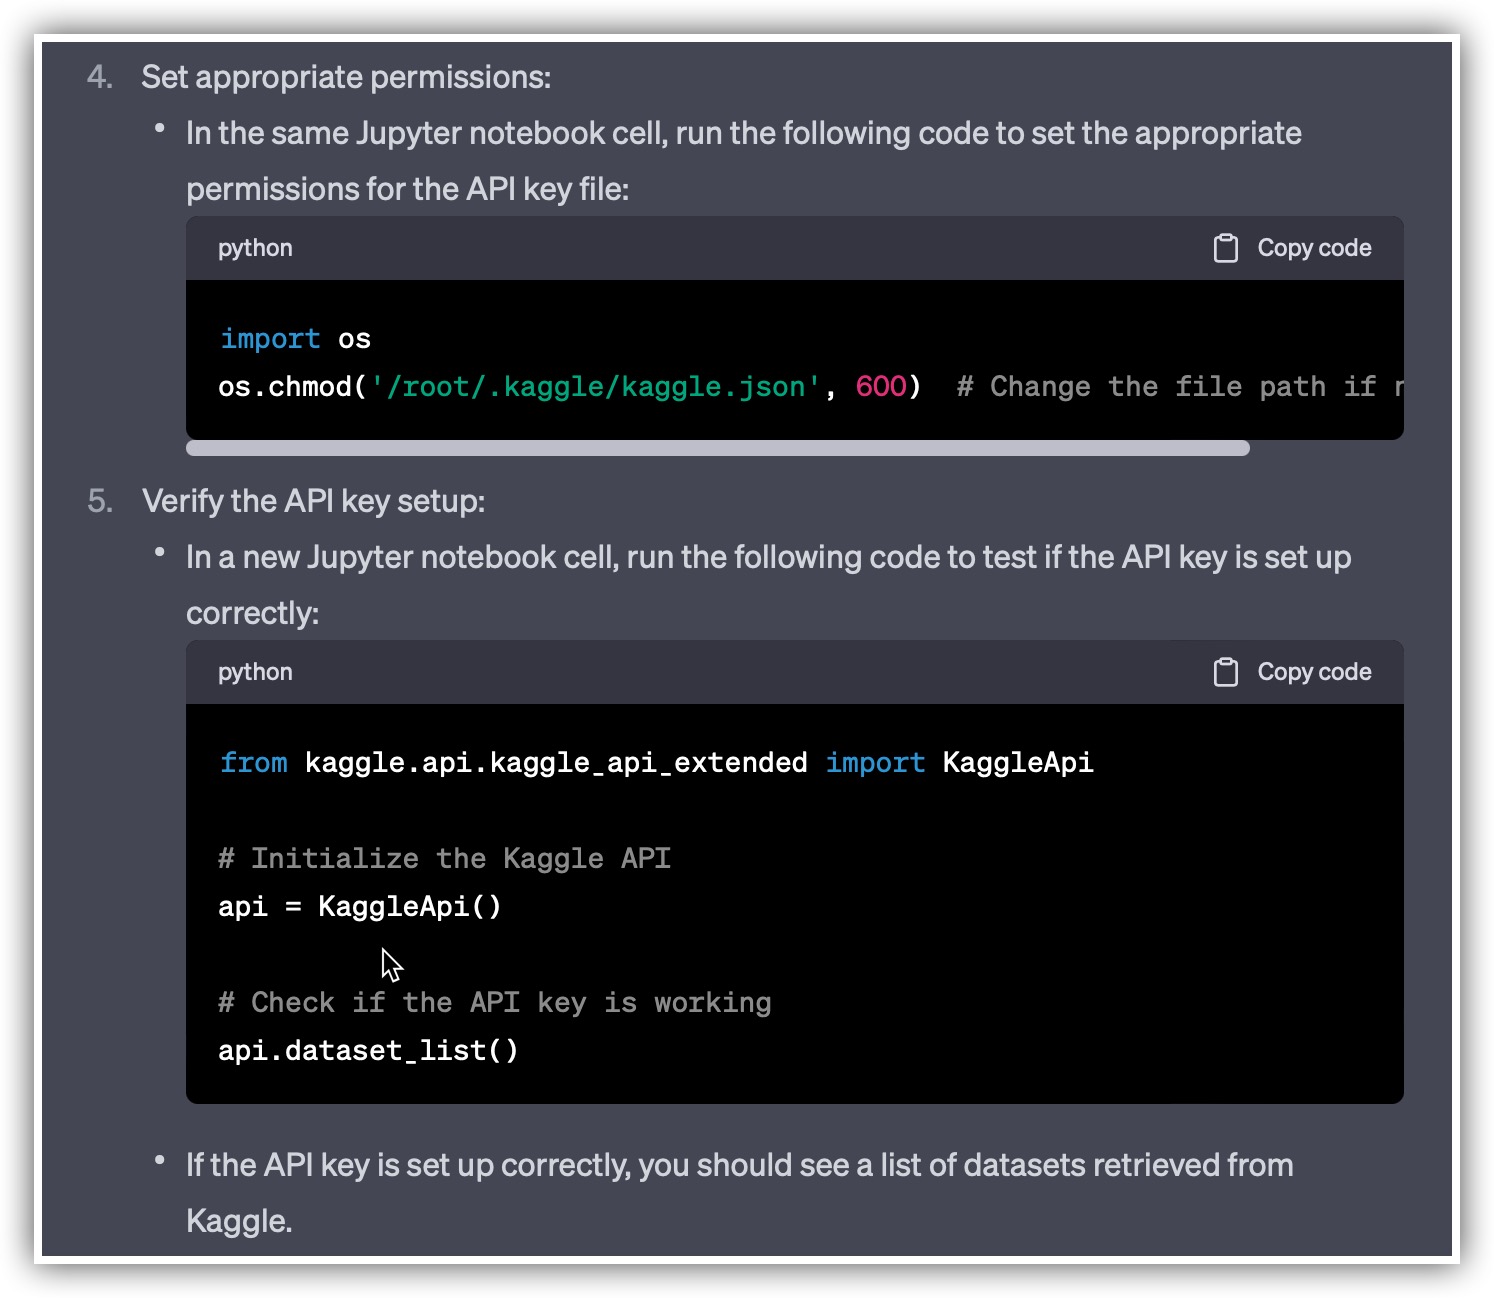 4. Set appropriate permissions:
• In the same Jupyter notebook cell, run the following code to set the appropriate
permissions for the API key file:
python Copy code
import os
os.chmod('/root/.kaggle/kaggle.json', 600)  # Change the file path if
5. Verify the API key setup:
• In a new Jupyter notebook cell, run the following code to test if the API key is set up
correctly:
python Copy code
from kaggle.api.kaggle_api_extended import KaggleApi
# Initialize the Kaggle API
api = KaggleApi()
# Check if the API key is working
api.dataset_list()
• If the API key is set up correctly, you should see a list of datasets retrieved from
Kaggle.